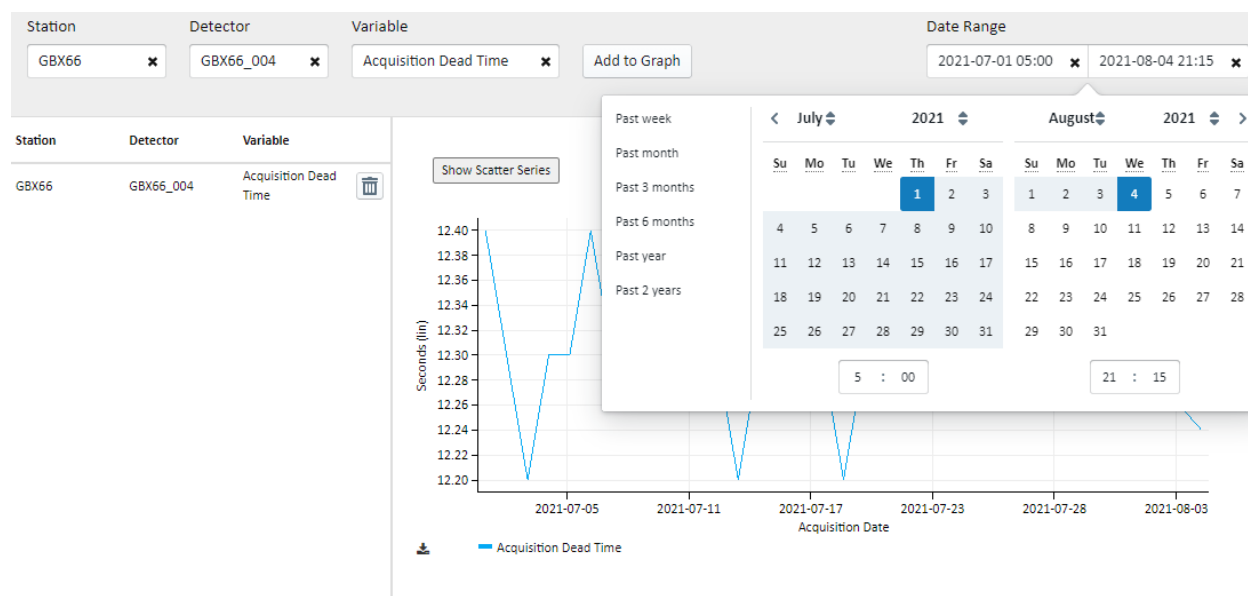 Station Detector Variable Date Range
GBX66 GBX66_004 Acquisition Dead Time Add to Graph 2021-07-01 05:00 2021-08-04 21:15
Station Detector Variable
GBX66 GBX66_004 Acquisition Dead
Time
Show Scatter Series
Past week
Past month
Past 3 months
Past 6 months
Past year
Past 2 years
July 2021
Su Mo Tu We Th Fr Sa
1 2 3
4 5 6 7 8 9 10
11 12 13 14 15 16 17
18 19 20 21 22 23 24
25 26 27 28 29 30 31
5 : 00
August 2021
Su Mo Tu We Th Fr Sa
1 2 3 4 5 6 7
8 9 10 11 12 13 14
15 16 17 18 19 20 21
22 23 24 25 26 27 28
29 30 31
21 : 15
Seconds (lin)
12.40
12.38
12.36
12.34
12.32
12.30
12.28
12.26
12.24
12.22
12.20
2021-07-05 2021-07-11 2021-07-17 2021-07-23 2021-07-28 2021-08-03
Acquisition Date
Acquisition Dead Time